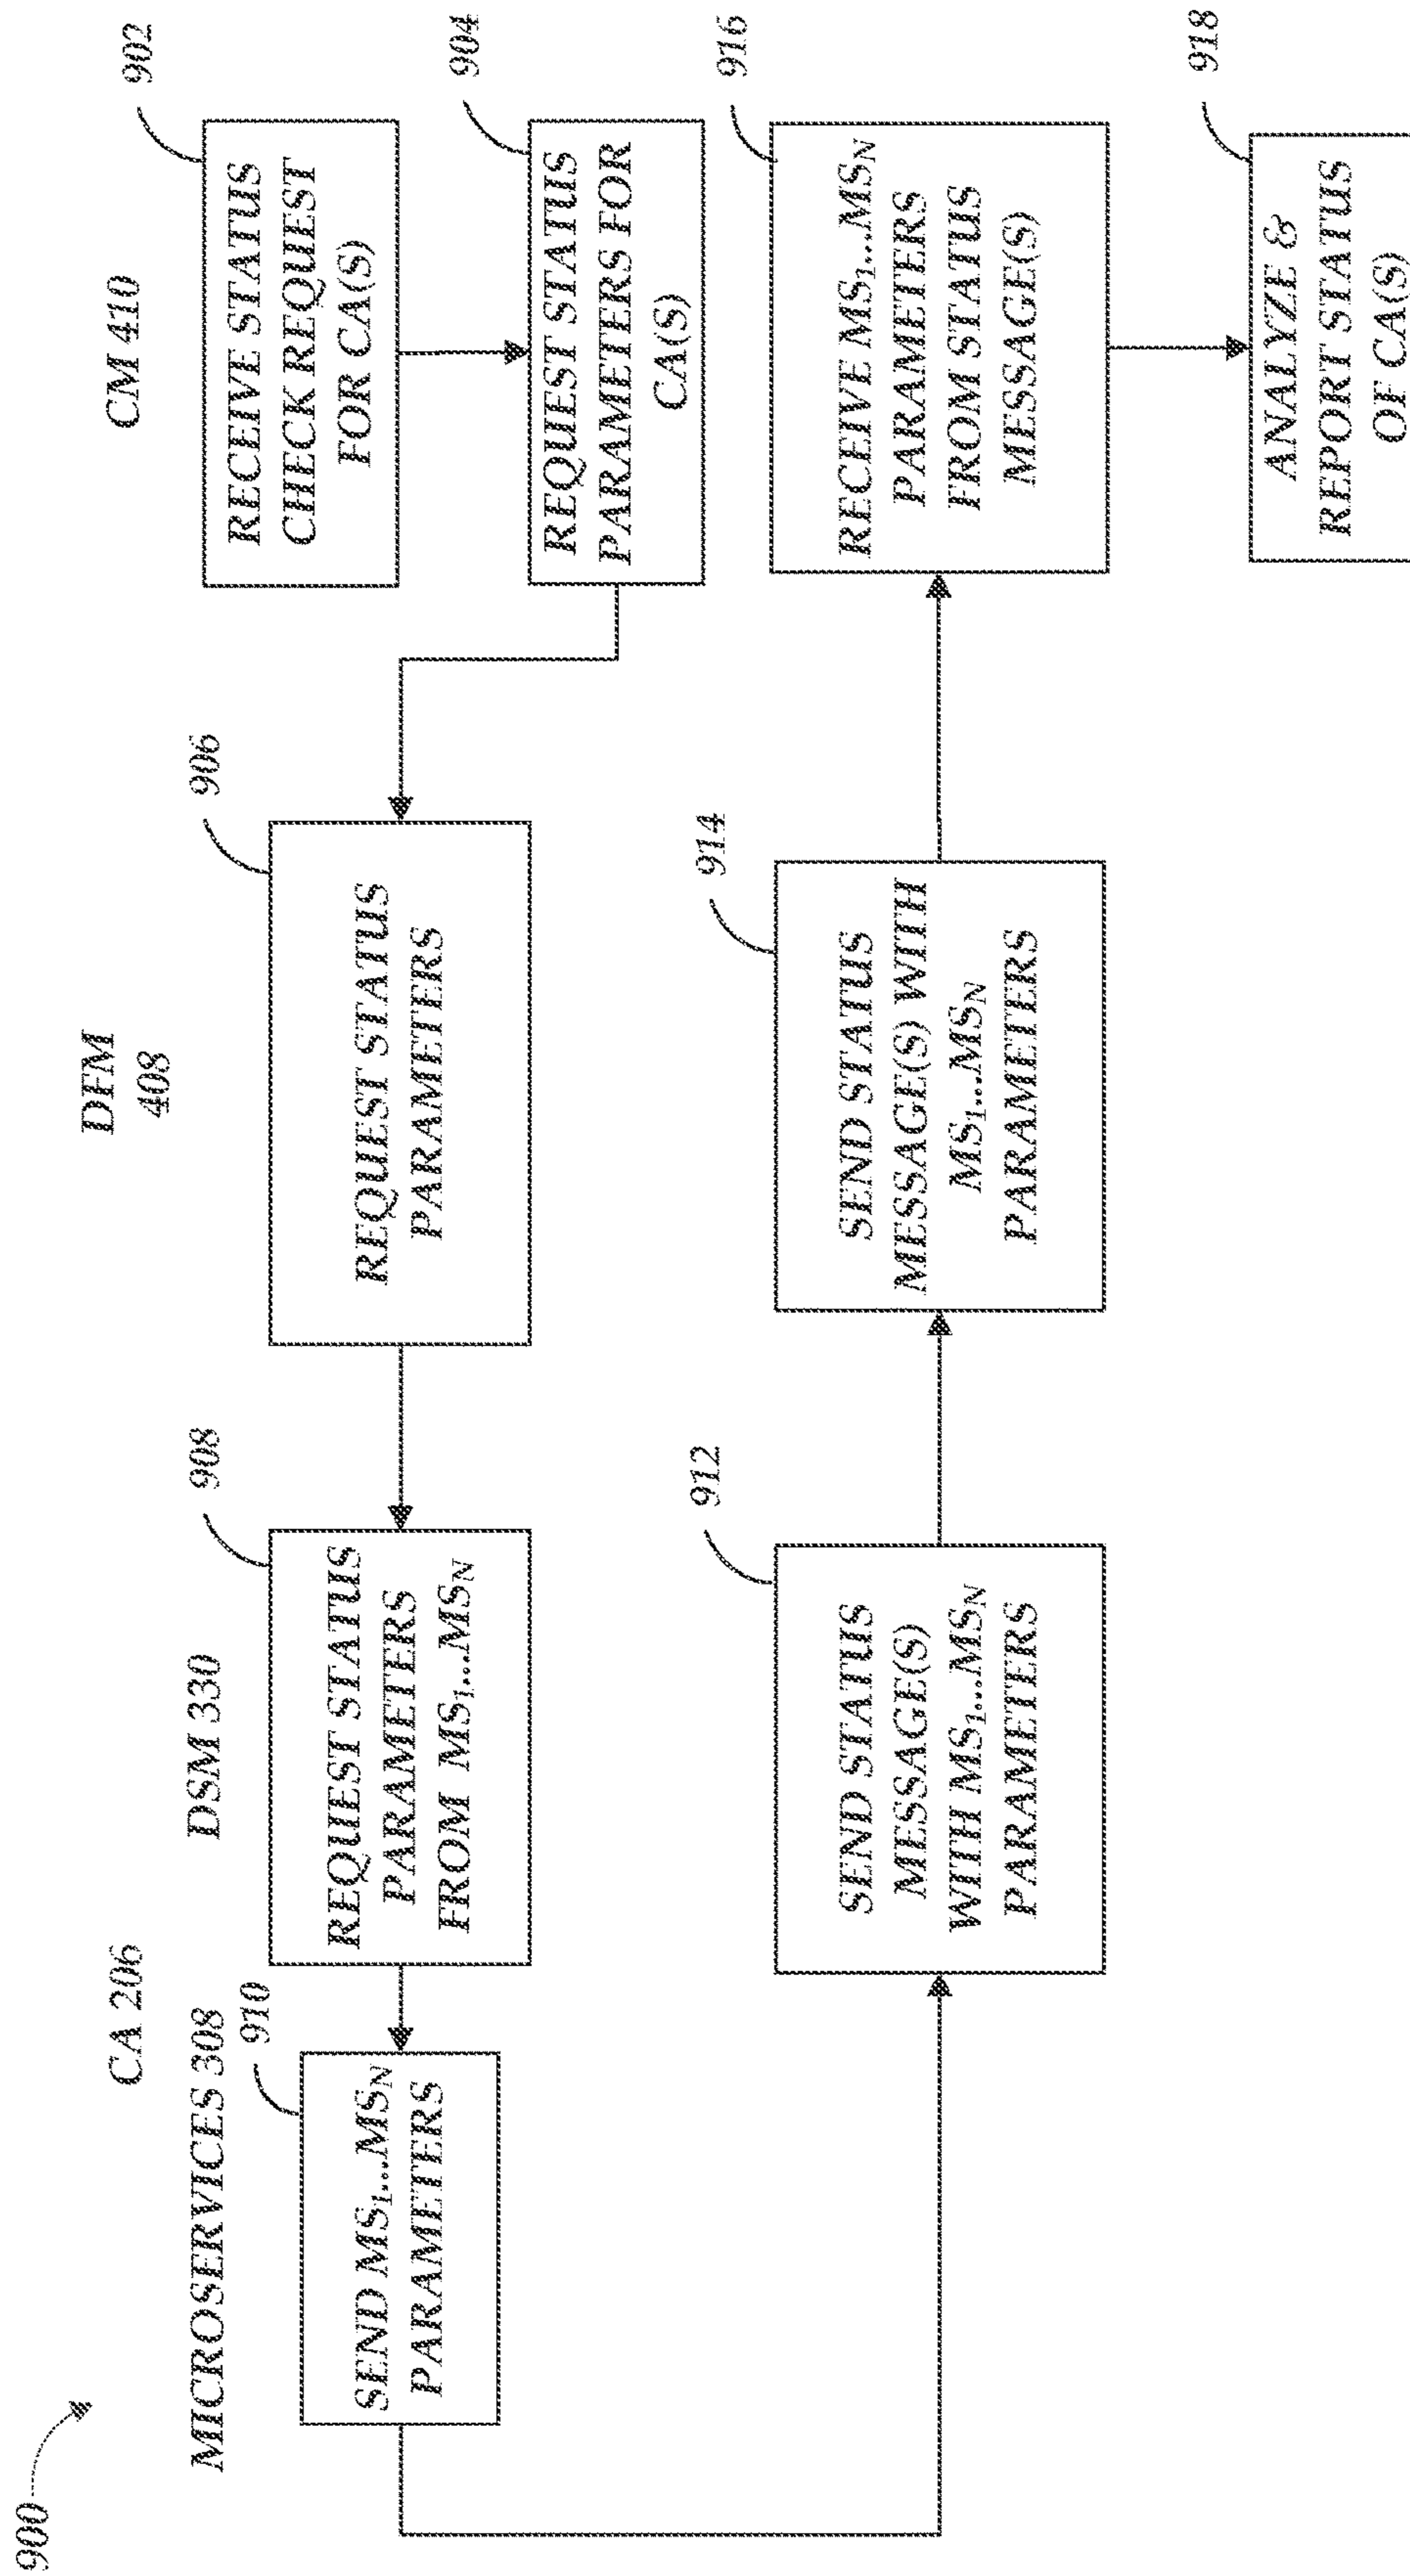 900
CA 206
MICROSERVICES 308
DSM 330
DFM
408
CM 410
902
RECEIVE STATUS
CHECK REQUEST
FOR CA(S)
904
REQUEST STATUS
PARAMETERS FOR
CA(S)
906
REQUEST STATUS
PARAMETERS
908
REQUEST STATUS
PARAMETERS
FROM MS1...MSN
910
SEND MS1...MSN
PARAMETERS
912
SEND STATUS
MESSAGE(S)
WITH MS1...MSN
PARAMETERS
914
SEND STATUS
MESSAGE(S) WITH
MS1...MSN
PARAMETERS
916
RECEIVE MS1...MSN
PARAMETERS
FROM STATUS
MESSAGE(S)
918
ANALYZE &
REPORT STATUS
OF CA(S)